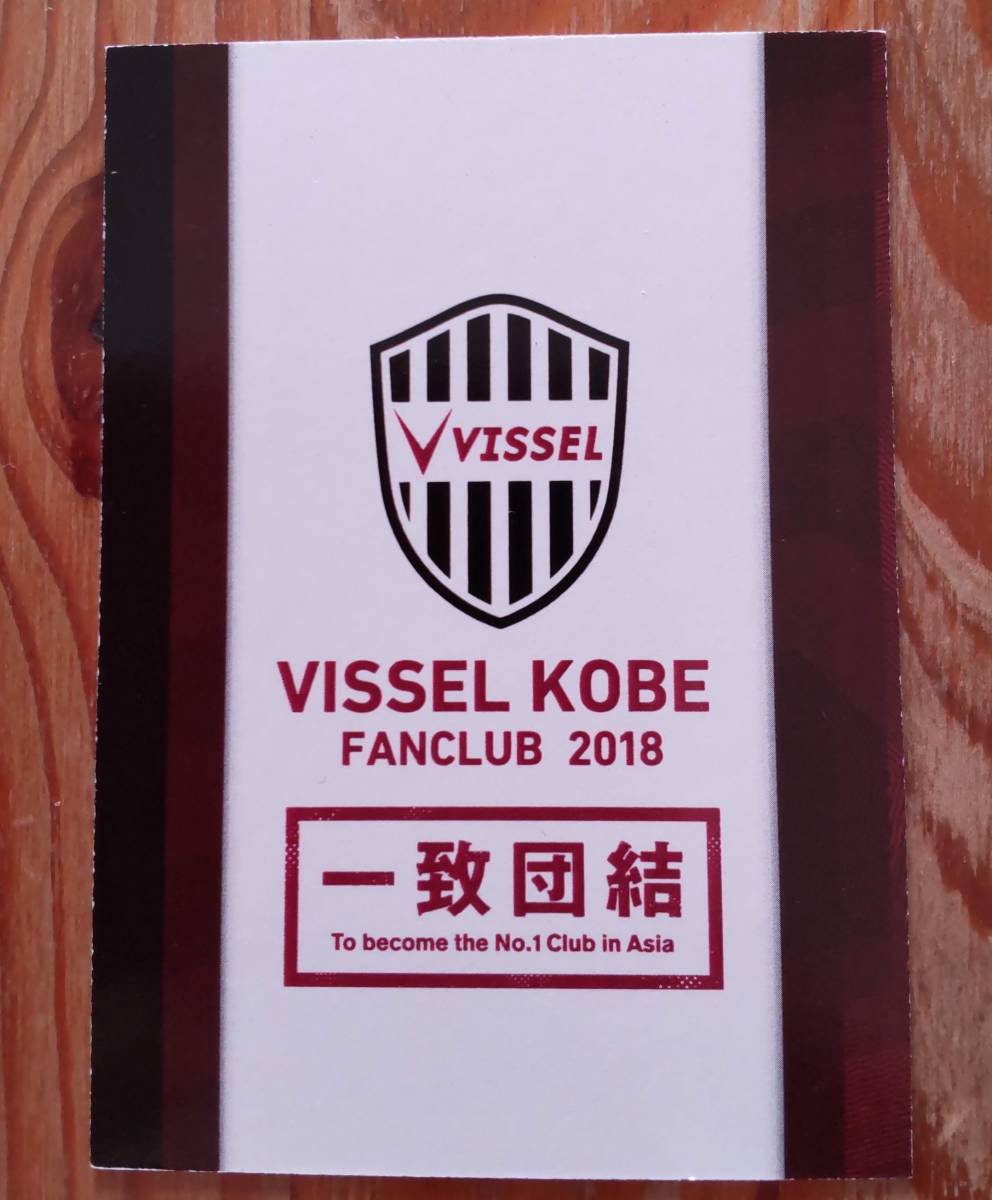 VISSEL
VISSEL KOBE
FANCLUB 2018
一致団結
To become the No.1 Club in Asia